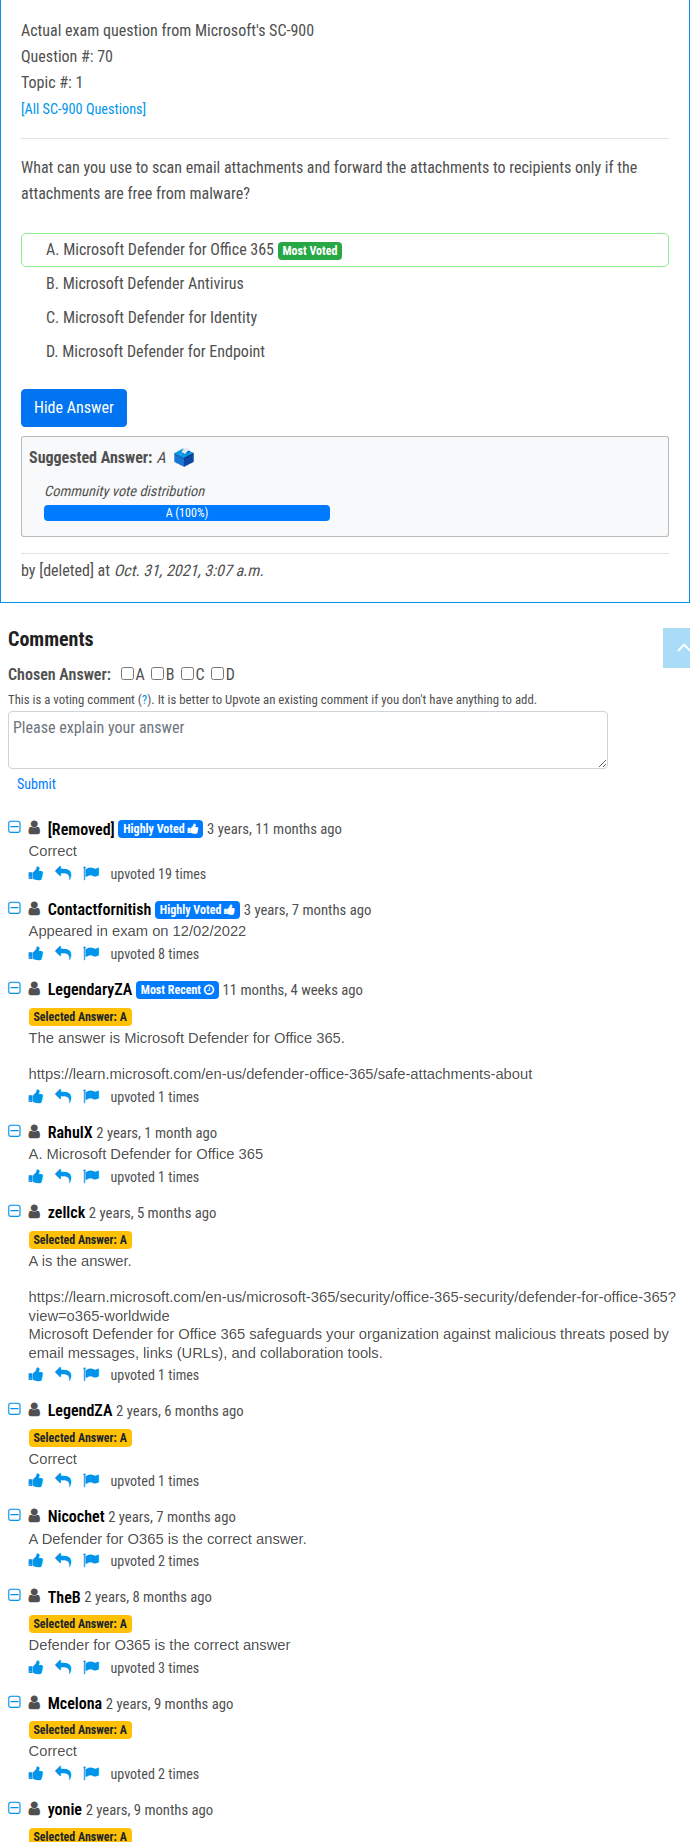 Actual exam question from Microsoft's SC-900
Question #: 70
Topic #: 1
[All SC-900 Questions]
What can you use to scan email attachments and forward the attachments to recipients only if the
attachments are free from malware?
A. Microsoft Defender for Office 365 Most Voted
B. Microsoft Defender Antivirus
C. Microsoft Defender for Identity
D. Microsoft Defender for Endpoint
Hide Answer
Suggested Answer: A
Community vote distribution
A (100%)
by [deleted] at Oct. 31, 2021, 3:07 a.m.
Comments
Chosen Answer: A B C D
This is a voting comment (?). It is better to Upvote an existing comment if you don't have anything to add.
Please explain your answer
Submit
[Removed] Highly Voted 3 years, 11 months ago
Correct
upvoted 19 times
Contactfornitish Highly Voted 3 years, 7 months ago
Appeared in exam on 12/02/2022
upvoted 8 times
LegendaryZA Most Recent 11 months, 4 weeks ago
Selected Answer: A
The answer is Microsoft Defender for Office 365.
https://learn.microsoft.com/en-us/defender-office-365/safe-attachments-about
upvoted 1 times
RahulX 2 years, 1 month ago
A. Microsoft Defender for Office 365
upvoted 1 times
zellck 2 years, 5 months ago
Selected Answer: A
A is the answer.
https://learn.microsoft.com/en-us/microsoft-365/security/office-365-security/defender-for-office-365?
view=o365-worldwide
Microsoft Defender for Office 365 safeguards your organization against malicious threats posed by
email messages, links (URLs), and collaboration tools.
upvoted 1 times
LegendZA 2 years, 6 months ago
Selected Answer: A
Correct
upvoted 1 times
Nicochet 2 years, 7 months ago
A Defender for O365 is the correct answer.
upvoted 2 times
TheB 2 years, 8 months ago
Selected Answer: A
Defender for O365 is the correct answer
upvoted 3 times
Mcelona 2 years, 9 months ago
Selected Answer: A
Correct
upvoted 2 times
yonie 2 years, 9 months ago
Selected Answer: A